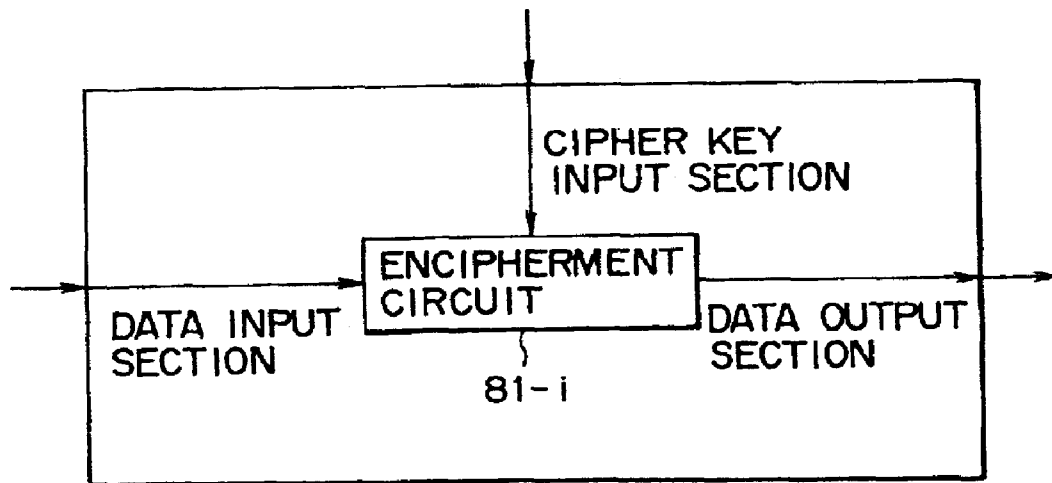 CIPHER KEY
INPUT SECTION
ENCIPHERMENT
CIRCUIT
DATA INPUT
SECTION
DATA OUTPUT
SECTION
81-i